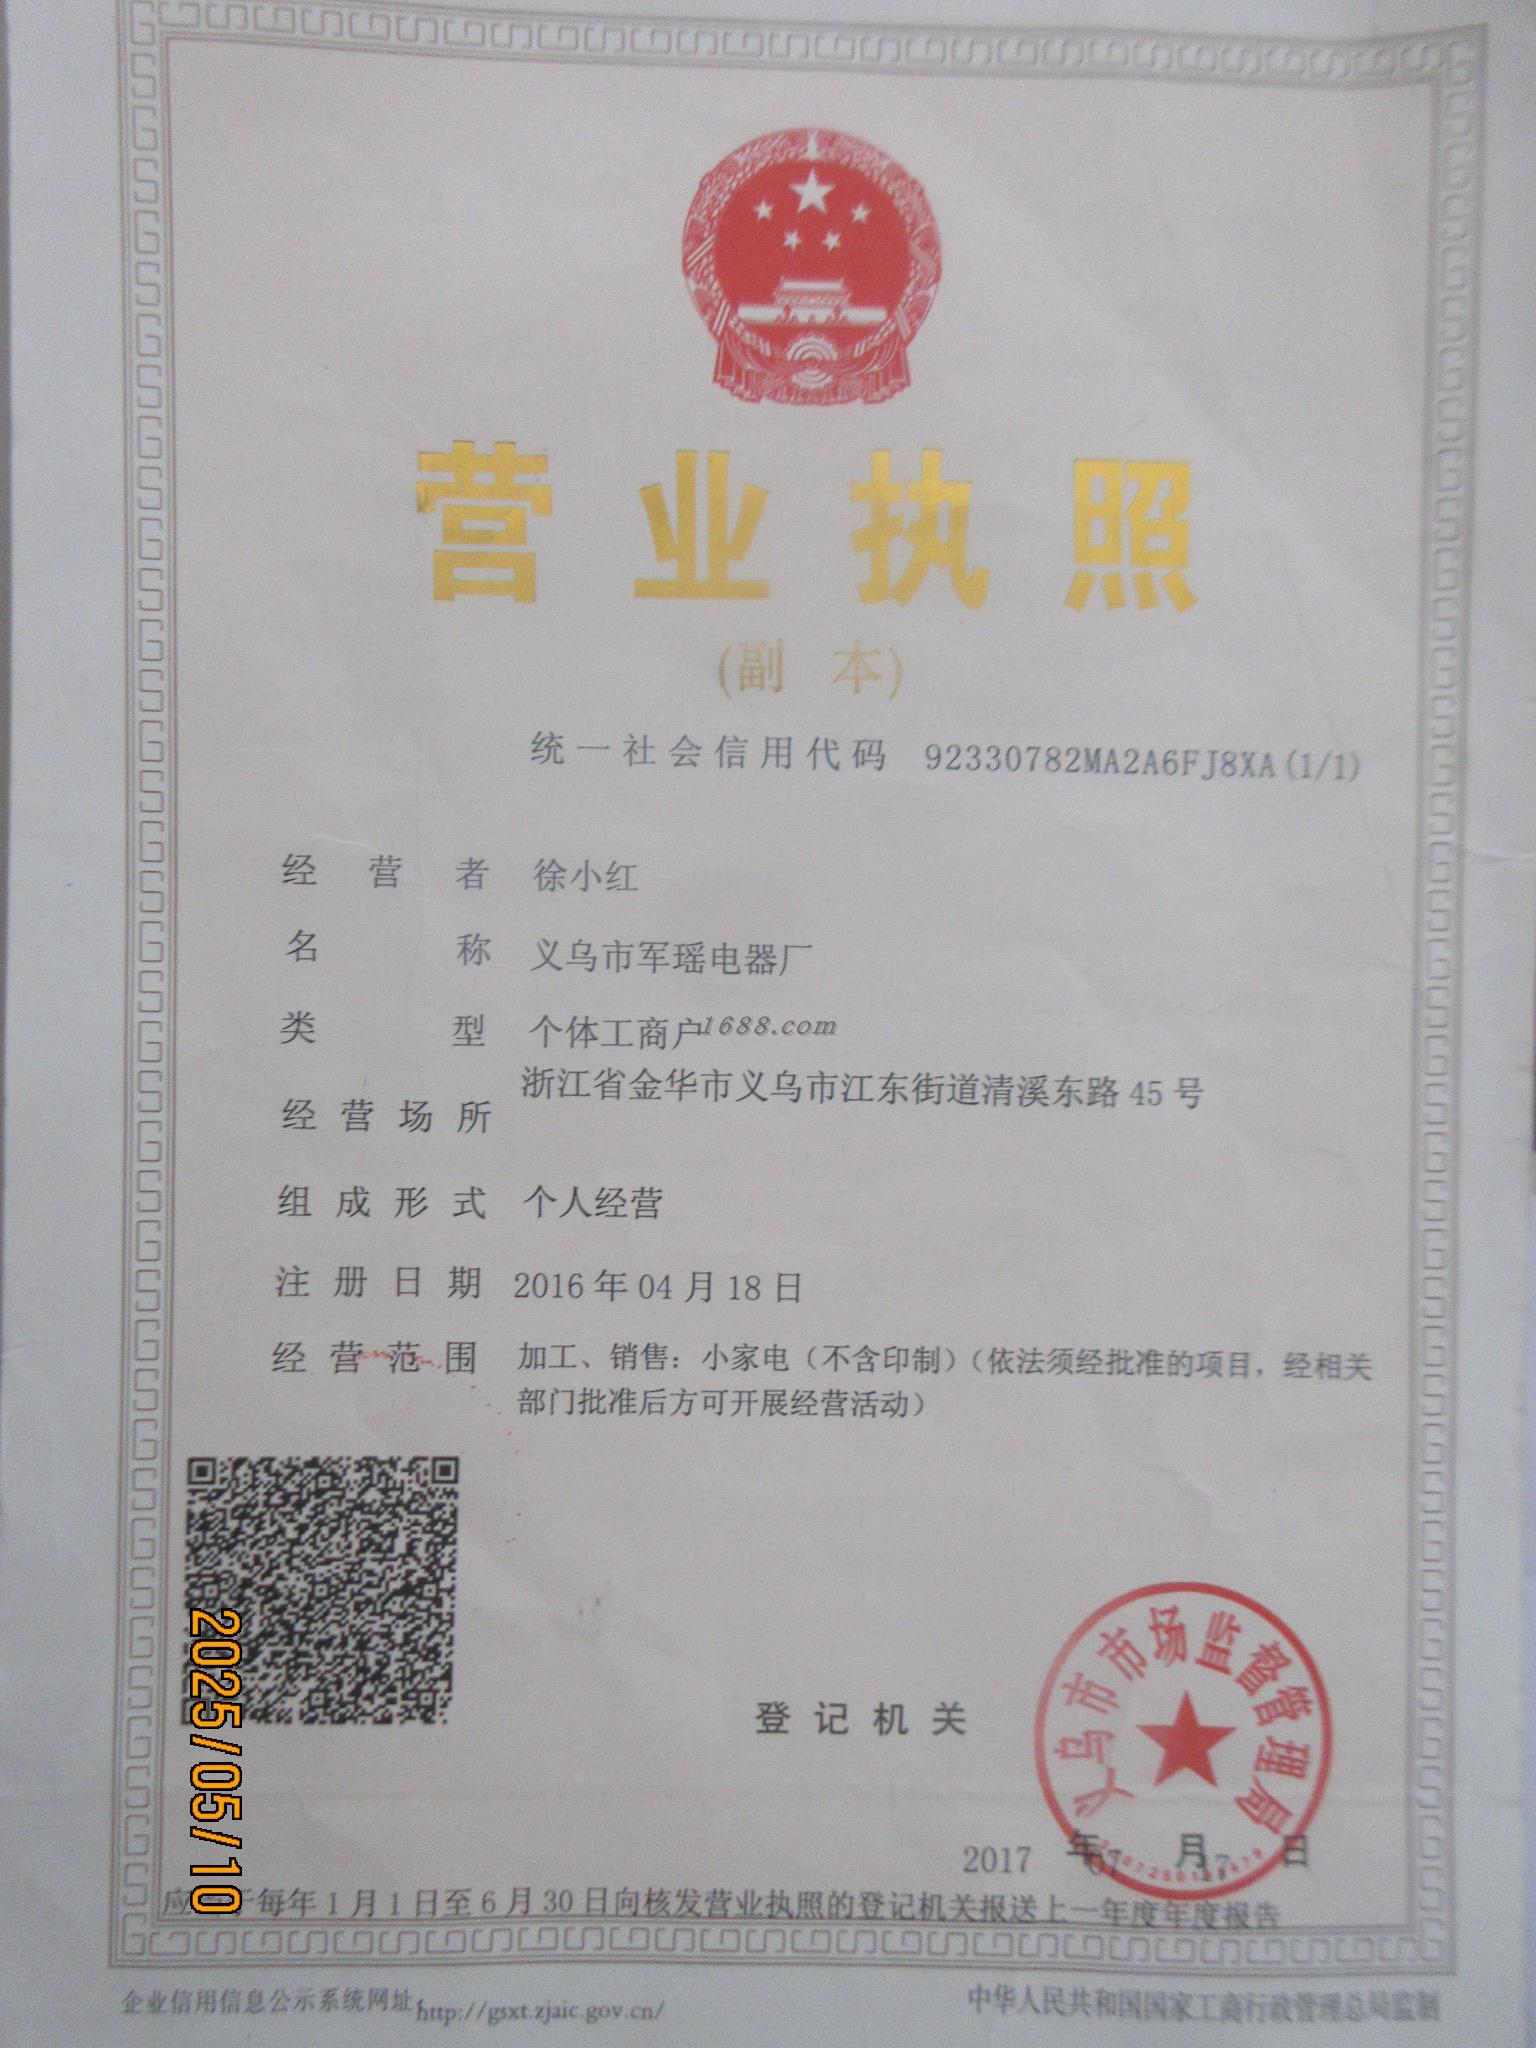 营业执照
(副 本)
统一社会信用代码 92330782MA2A6FJ8XA(1/1)
经营者 徐小红
名称 义乌市军瑶电器厂
类型 个体工商户
1688.com
浙江省金华市义乌市江东街道清溪东路45号
经营场所
组成形式 个人经营
注册日期 2016年04月18日
经营范围 加工、销售：小家电（不含印制）（依法须经批准的项目，经相关
部门批准后方可开展经营活动）
登记机关
义乌市市场监督管理局
2017 年 07 月 17 日
应 于每年1月1日至6月30日向核发营业执照的登记机关报送上一年度年度报告
企业信用信息公示系统网址: http://gsxt.zjaic.gov.cn/
中华人民共和国国家工商行政管理总局监制
2025/05/10